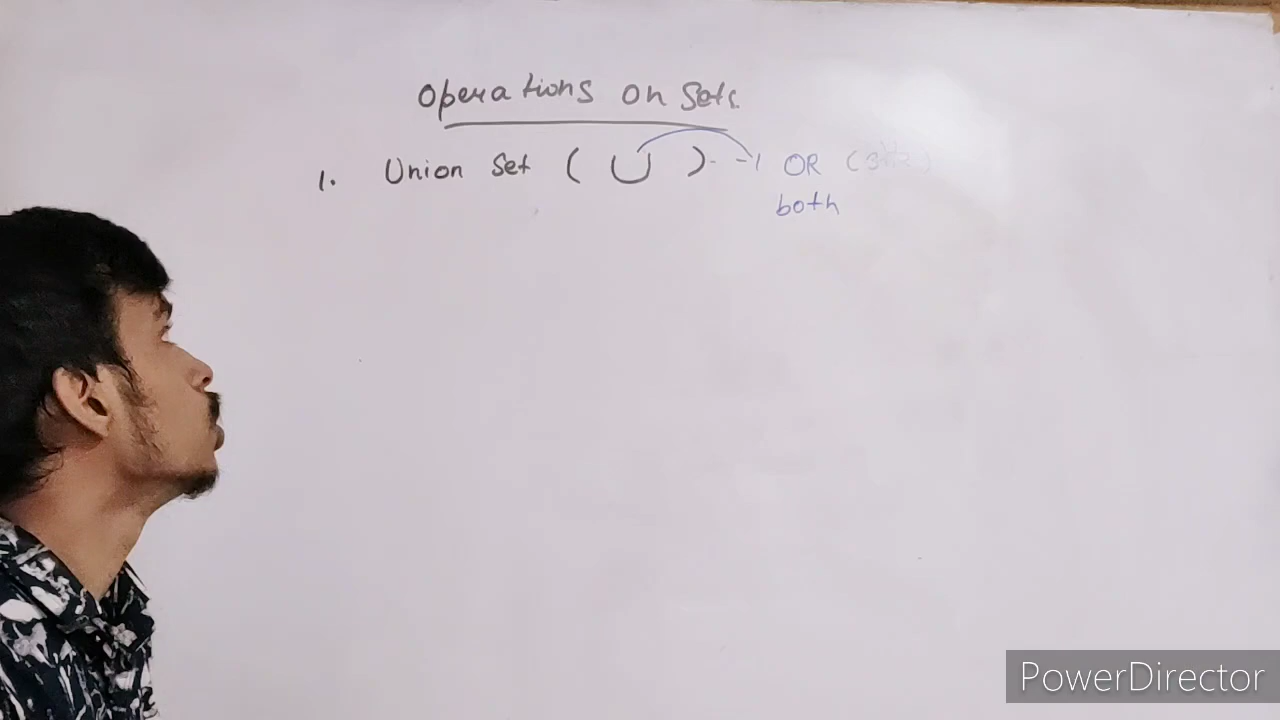 Operations on Sets.
1. Union Set ( ∪ ) OR
both
PowerDirector